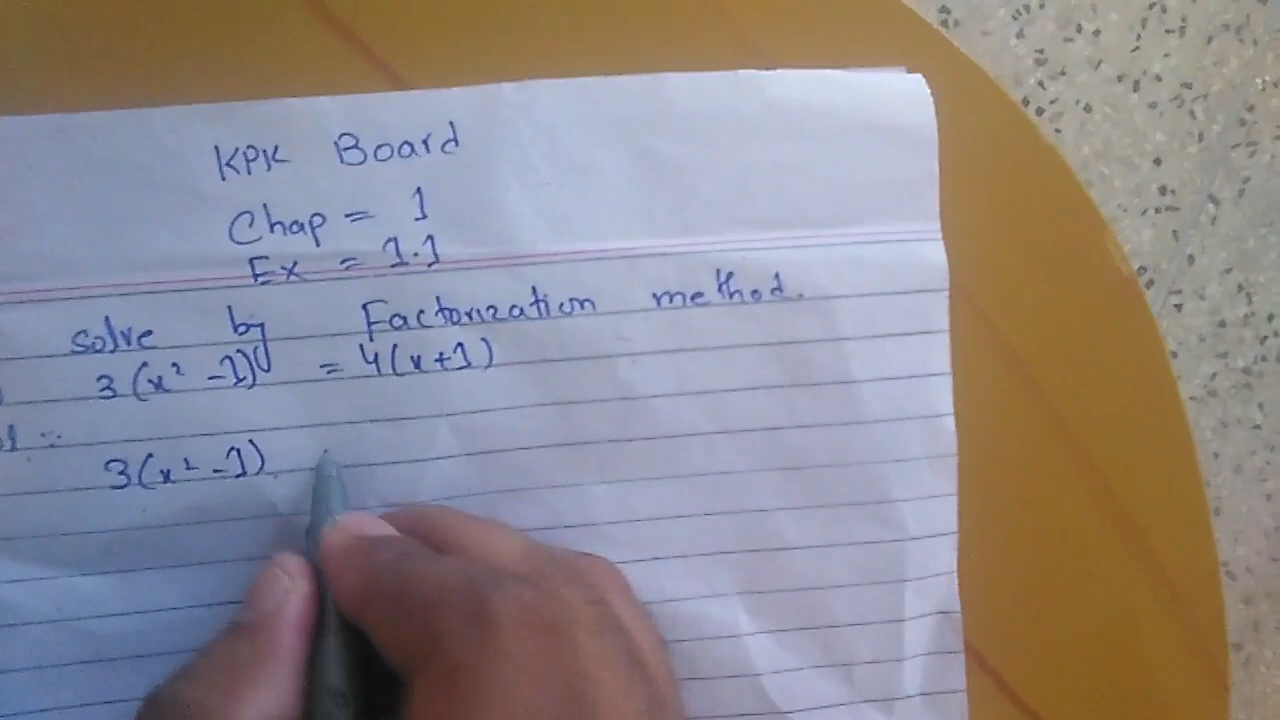 KPK Board
Chap = 1
Ex = 1.1
solve by Factorization method.
3(x² -1) = 4(x+1)
3(x² -1)